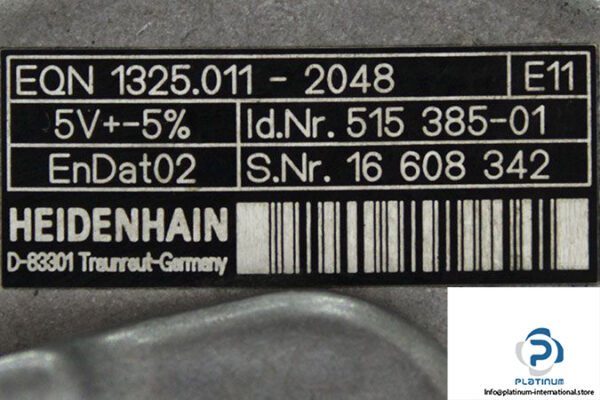 EQN 1325.011 - 2048 E11
5V+-5% Id.Nr. 515 385-01
EnDat02 S.Nr. 16 608 342
HEIDENHAIN
D-83301 Traunreut-Germany
PLATINUM
Info@platinum-international.store